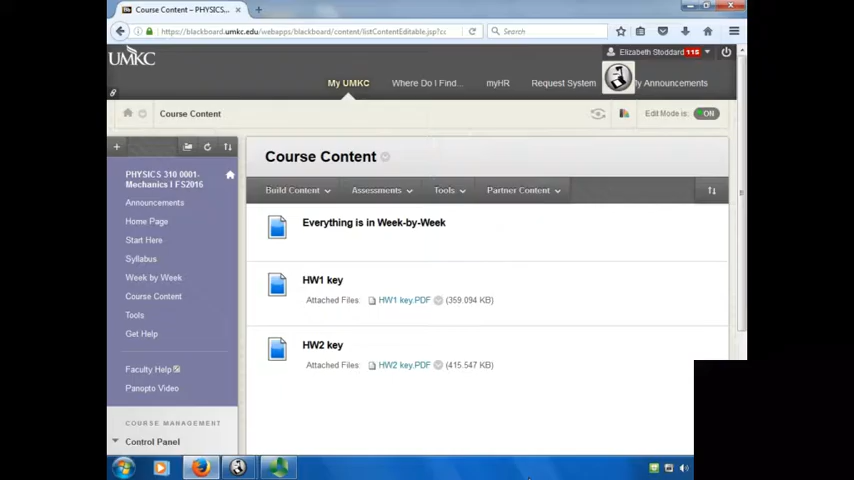 Course Content – PHYSICS...
https://blackboard.umkc.edu/webapps/blackboard/content/listContentEditable.jsp?cc
Search
UMKC
Elizabeth Stoddard 115
My UMKC
Where Do I Find...
myHR
Request System
My Announcements
Course Content
Edit Mode is: ON
PHYSICS 310 0001-
Mechanics I FS2016
Announcements
Home Page
Start Here
Syllabus
Week by Week
Course Content
Tools
Get Help
Faculty Help
Panopto Video
COURSE MANAGEMENT
Control Panel
Course Content
Build Content
Assessments
Tools
Partner Content
Everything is in Week-by-Week
HW1 key
Attached Files: HW1 key.PDF (359.094 KB)
HW2 key
Attached Files: HW2 key.PDF (415.547 KB)